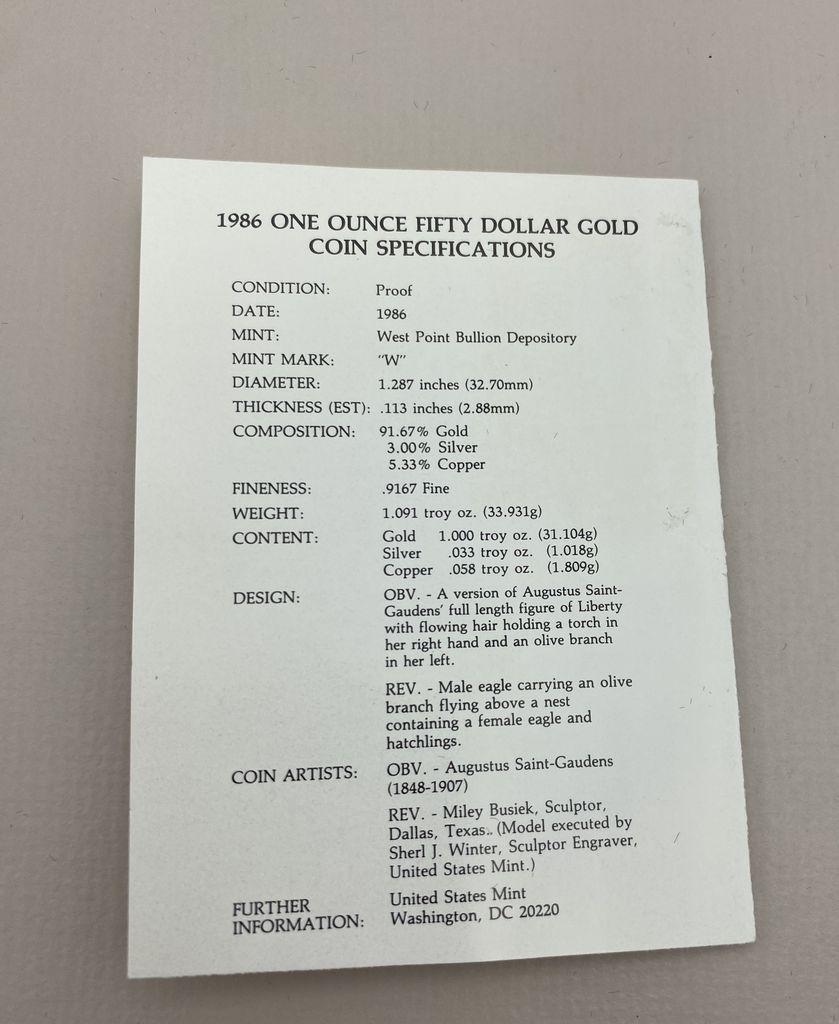 1986 ONE OUNCE FIFTY DOLLAR GOLD
COIN SPECIFICATIONS
CONDITION: Proof
DATE: 1986
MINT: West Point Bullion Depository
MINT MARK: "W"
DIAMETER: 1.287 inches (32.70mm)
THICKNESS (EST): .113 inches (2.88mm)
COMPOSITION: 91.67% Gold
3.00% Silver
5.33% Copper
FINENESS: .9167 Fine
WEIGHT: 1.091 troy oz. (33.931g)
CONTENT: Gold 1.000 troy oz. (31.104g)
Silver .033 troy oz. (1.018g)
Copper .058 troy oz. (1.809g)
DESIGN: OBV. - A version of Augustus Saint-
Gaudens' full length figure of Liberty
with flowing hair holding a torch in
her right hand and an olive branch
in her left.
REV. - Male eagle carrying an olive
branch flying above a nest
containing a female eagle and
hatchlings.
COIN ARTISTS: OBV. - Augustus Saint-Gaudens
(1848-1907)
REV. - Miley Busiek, Sculptor,
Dallas, Texas.. (Model executed by
Sherl J. Winter, Sculptor Engraver,
United States Mint.)
FURTHER United States Mint
INFORMATION: Washington, DC 20220